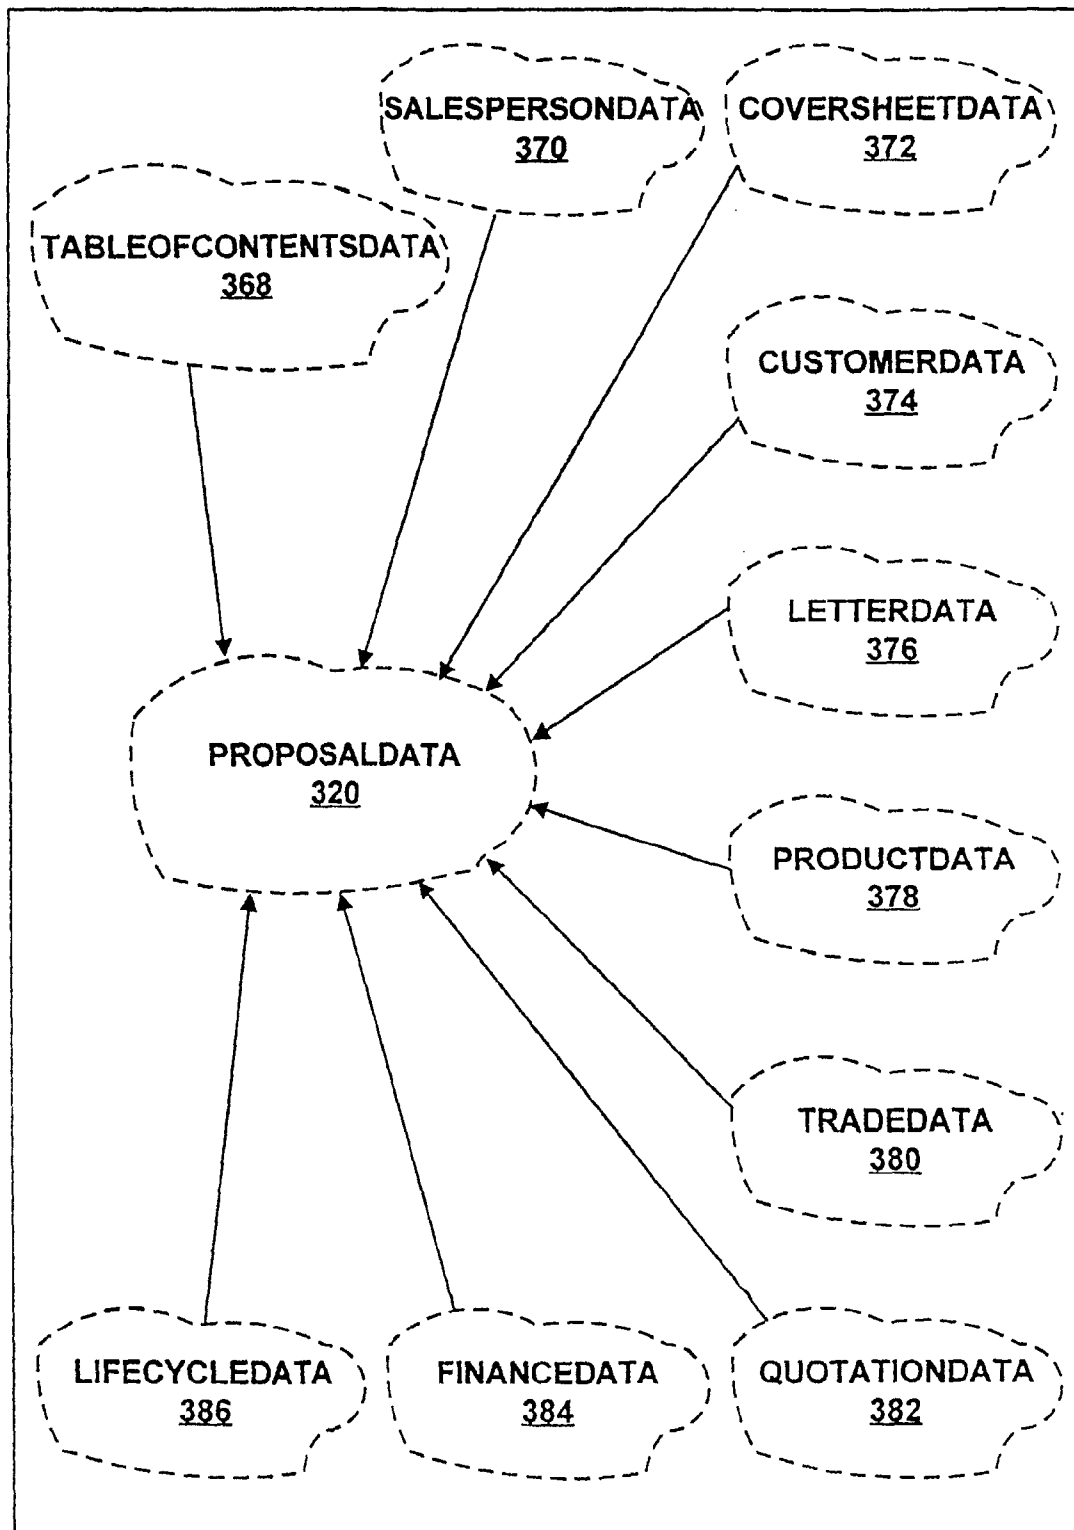 SALESPERSONDATA
370
COVERSHEETDATA
372
TABLEOFCONTENTSDATA
368
CUSTOMERDATA
374
LETTERDATA
376
PROPOSALDATA
320
PRODUCTDATA
378
TRADEDATA
380
LIFECYCLEDATA
386
FINANCEDATA
384
QUOTATIONDATA
382